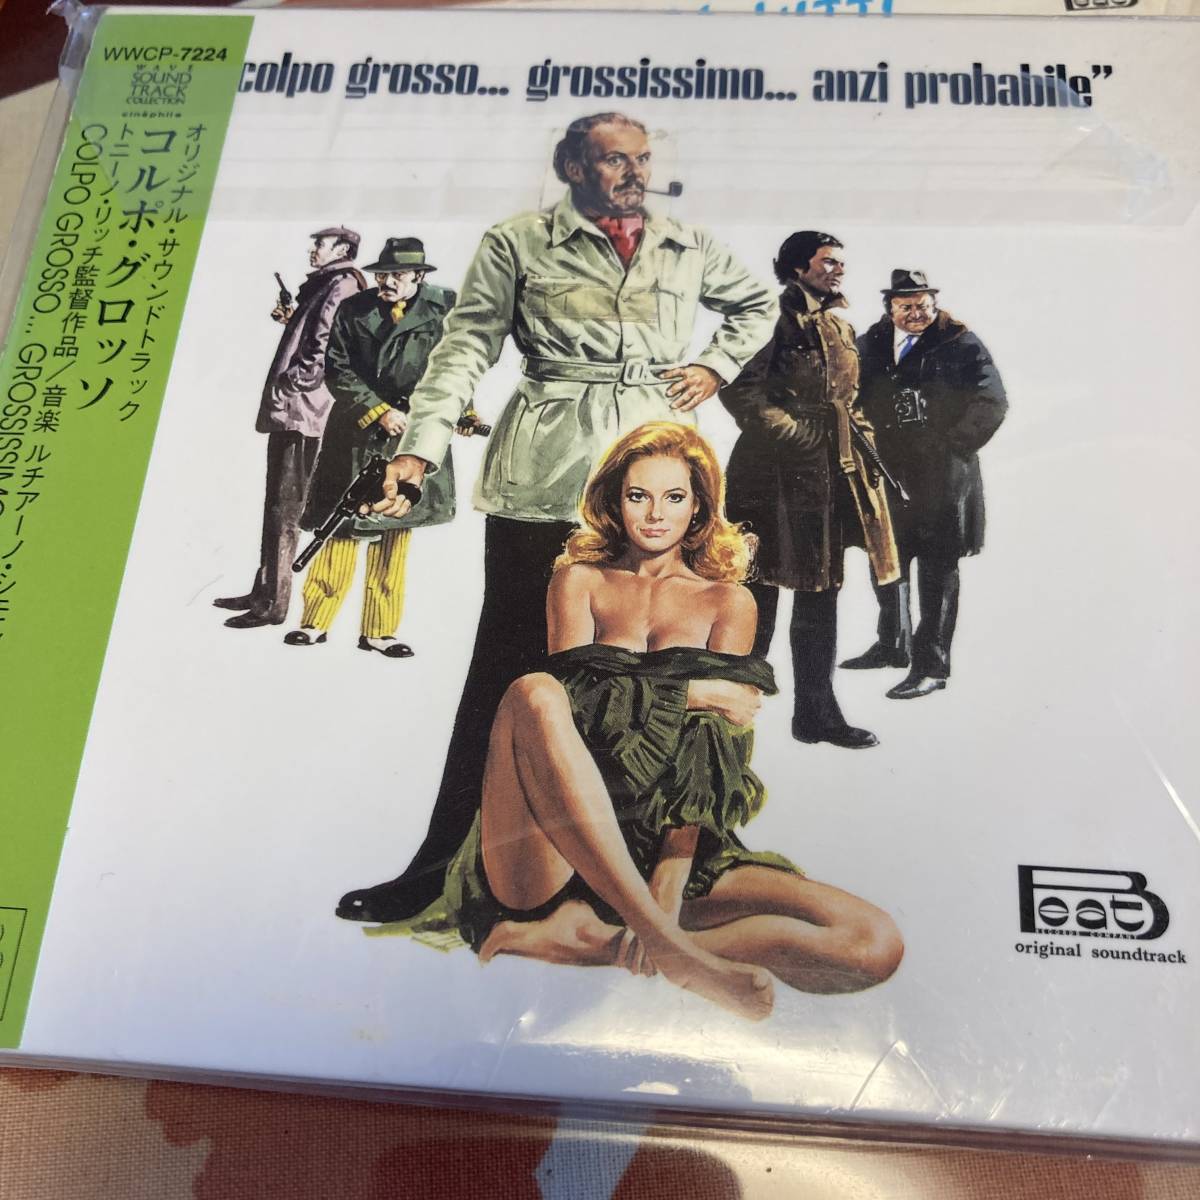 WWCP-7224
WAVE
SOUND
TRACK
COLLECTION
cinéphile
オリジナル・サウンドトラック
コルポ・グロッソ
トニーノ・リッチ監督作品/音楽 ルチアーノ・シモ
COLPO GROSSO... GROSSISSIMO...
colpo grosso... grossissimo... anzi probabile”
Beat
RECORDS COMPANY
original soundtrack